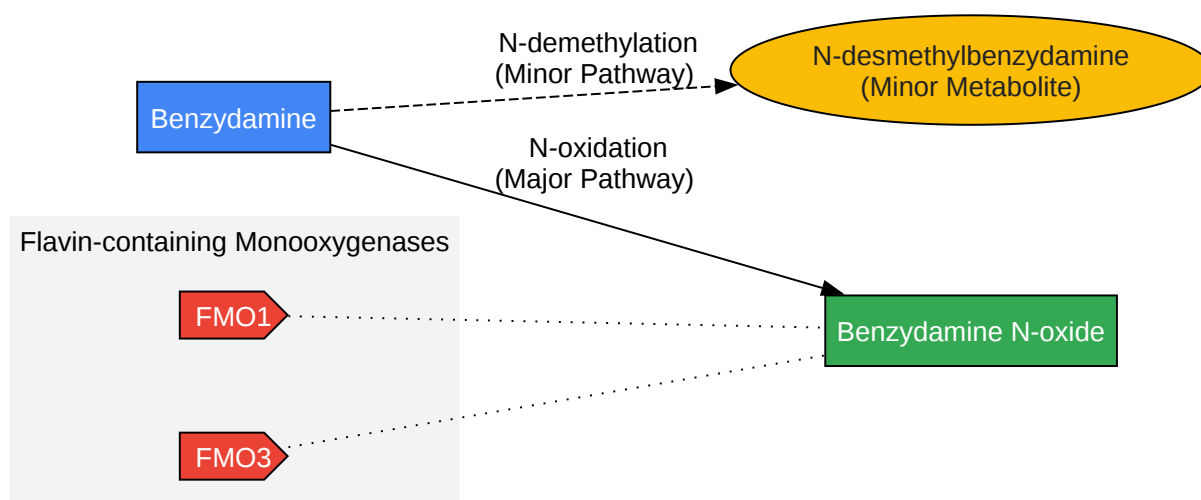 N-demethylation
(Minor Pathway)
N-desmethylbenzydamine
(Minor Metabolite)
Benzydamine
N-oxidation
(Major Pathway)
Flavin-containing Monooxygenases
FMO1
Benzydamine N-oxide
FMO3